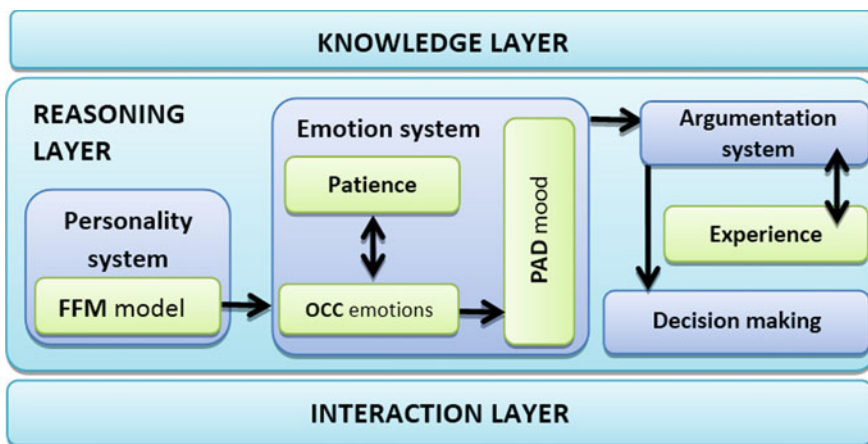 KNOWLEDGE LAYER
REASONING
LAYER
Personality
system
FFM model
Emotion system
Patience
OCC emotions
PAD mood
Argumentation
system
Experience
Decision making
INTERACTION LAYER